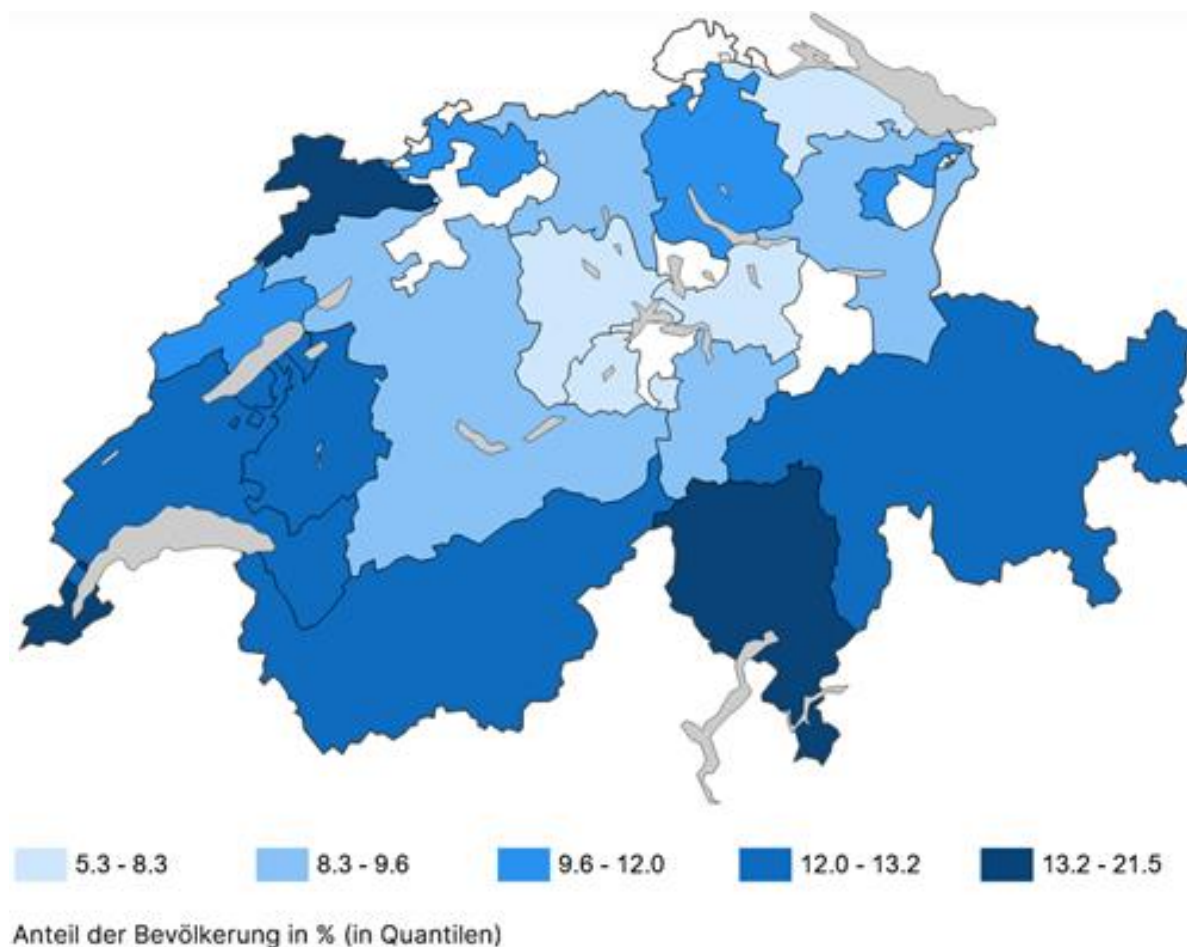 5.3 - 8.3 8.3 - 9.6 9.6 - 12.0 12.0 - 13.2 13.2 - 21.5
Anteil der Bevölkerung in % (in Quantilen)